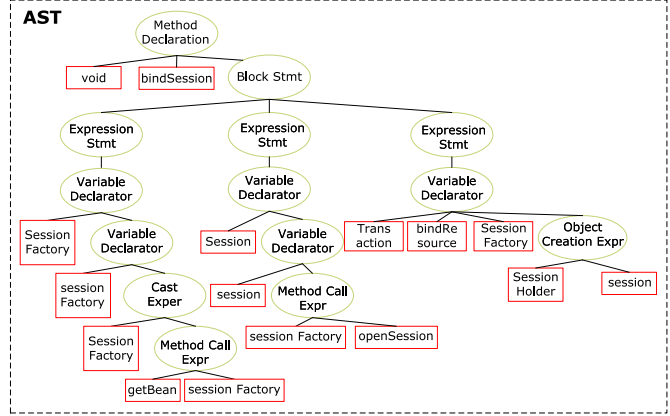 AST
Method
Declaration
void
bindSession
Block Stmt
Expression
Stmt
Expression
Stmt
Expression
Stmt
Variable
Declarator
Variable
Declarator
Variable
Declarator
Session
Factory
Variable
Declarator
Session
Variable
Declarator
Trans
action
bindRe
source
Session
Factory
Object
Creation Expr
session
Factory
Cast
Exper
session
Method Call
Expr
Session
Holder
session
Session
Factory
Method Call
Expr
session Factory
openSession
getBean
session Factory